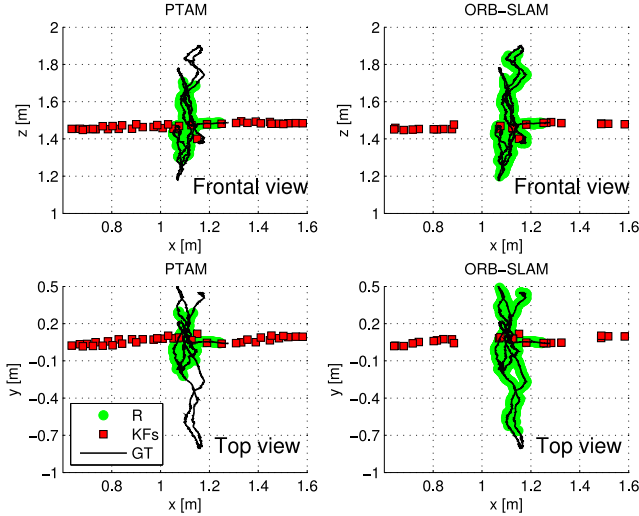 PTAM
2
1.8
1.6
1.4
1.2
1
z [m]
0.8
1
1.2
1.4
1.6
x [m]
Frontal view
ORB-SLAM
2
1.8
1.6
1.4
1.2
1
z [m]
0.8
1
1.2
1.4
1.6
x [m]
Frontal view
PTAM
0.5
0.2
−0.1
−0.4
−0.7
−1
y [m]
R
KFs
GT
Top view
0.8
1
1.2
1.4
1.6
x [m]
ORB-SLAM
0.5
0.2
−0.1
−0.4
−0.7
−1
y [m]
Top view
0.8
1
1.2
1.4
1.6
x [m]